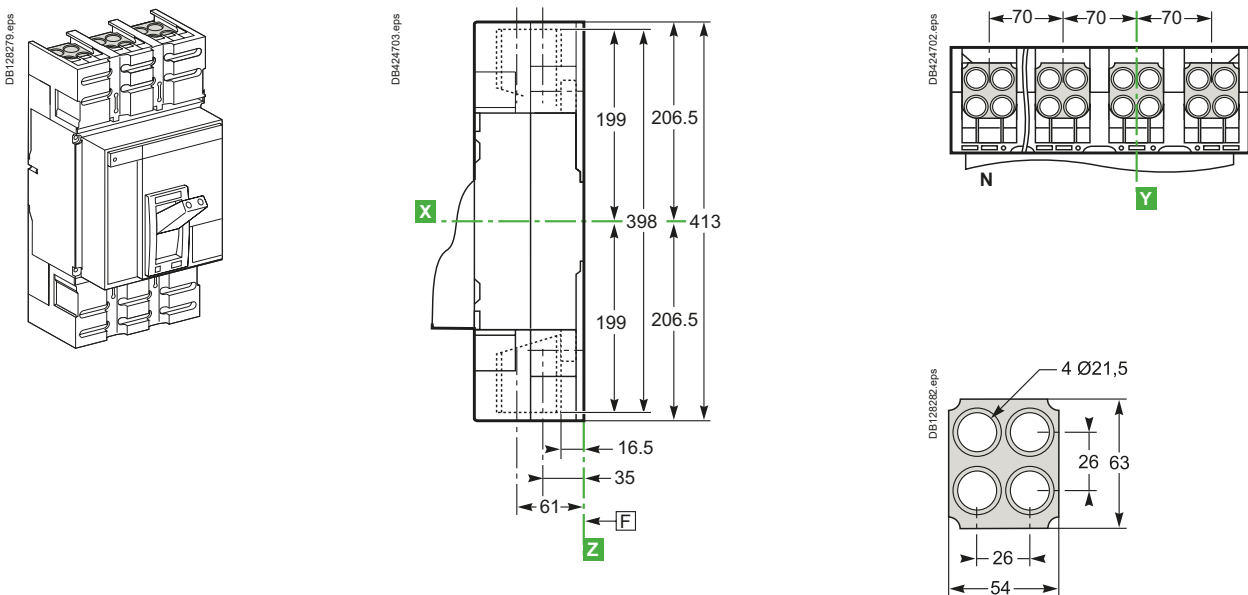 DB128279.eps
DB424703.eps
199
206.5
X
398
413
199
206.5
16.5
35
61
F
Z
DB424702.eps
70
70
70
N
Y
DB128282.eps
4 Ø21,5
26
63
26
54